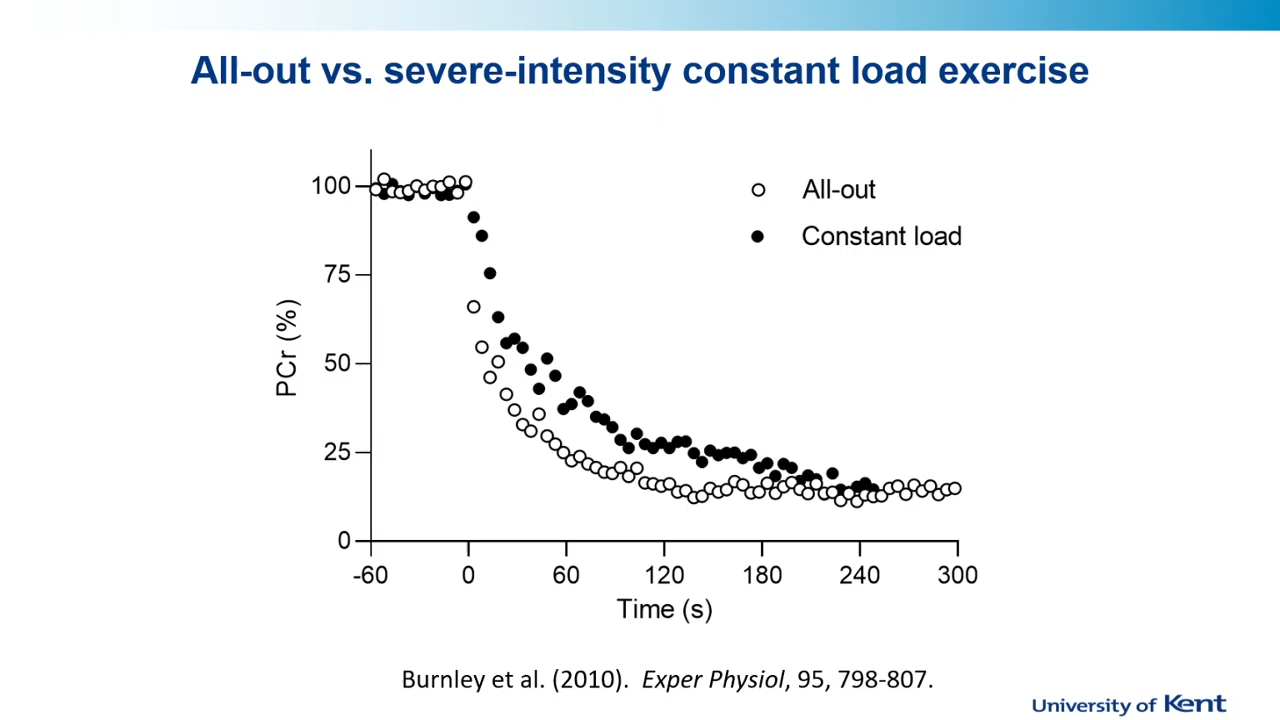 All-out vs. severe-intensity constant load exercise
100
75
50
25
0
PCr (%)
All-out
Constant load
-60 0 60 120 180 240 300
Time (s)
Burnley et al. (2010). Exper Physiol, 95, 798-807.
University of Kent